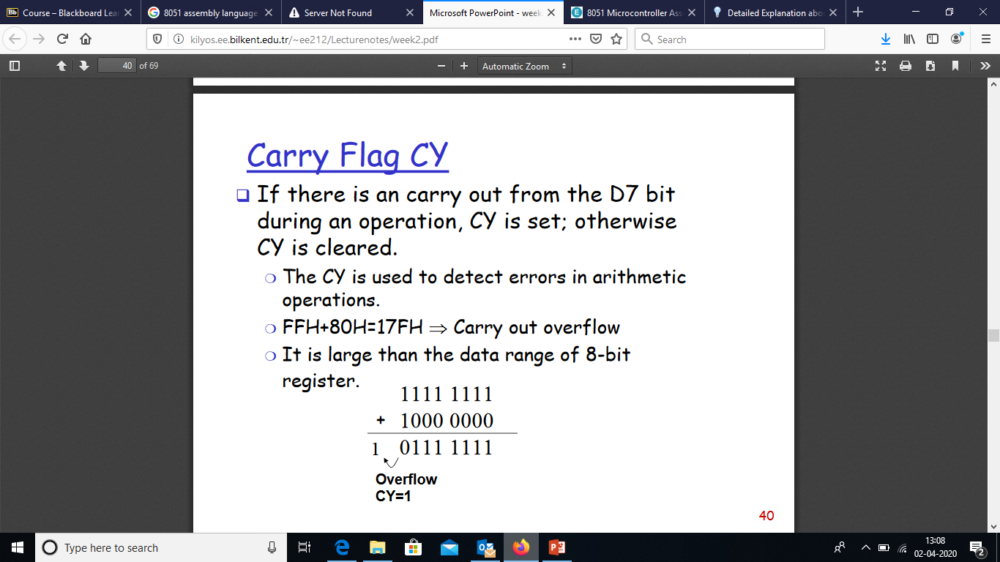 Course – Blackboard Lea
8051 assembly language
Server Not Found
Microsoft PowerPoint - week
8051 Microcontroller Ass
Detailed Explanation abo
kilyos.ee.bilkent.edu.tr/~ee212/Lecturenotes/week2.pdf
Search
40 of 69
Automatic Zoom
Carry Flag CY
If there is an carry out from the D7 bit
during an operation, CY is set; otherwise
CY is cleared.
The CY is used to detect errors in arithmetic
operations.
FFH+80H=17FH ⇒ Carry out overflow
It is large than the data range of 8-bit
register.
1111 1111
+ 1000 0000
1 0111 1111
Overflow
CY=1
40
Type here to search
13:08
02-04-2020
2